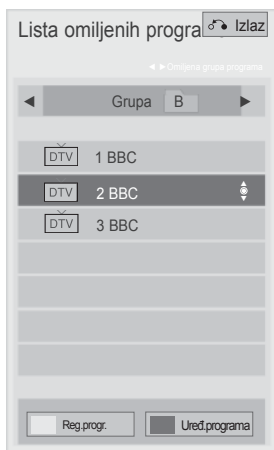 Lista omiljenih progra
Izlaz
◄ ►Omiljena grupa programa
◄ Grupa B ►
DTV 1 BBC
DTV 2 BBC
DTV 3 BBC
Reg.progr.
Uređ.programa